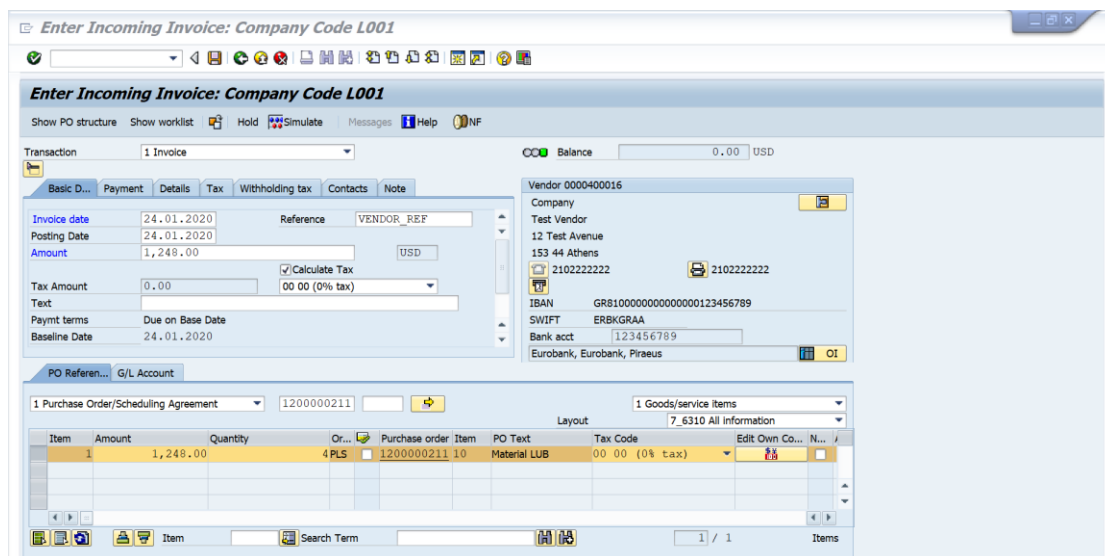 Enter Incoming Invoice: Company Code L001
Enter Incoming Invoice: Company Code L001
Show PO structure Show worklist Hold Simulate Messages Help NF
Transaction 1 Invoice Balance 0.00 USD
Basic D... Payment Details Tax Withholding tax Contacts Note
Invoice date 24.01.2020 Reference VENDOR_REF
Posting Date 24.01.2020
Amount 1,248.00 USD
Calculate Tax
Tax Amount 0.00 00 00 (0% tax)
Text
Paymt terms Due on Base Date
Baseline Date 24.01.2020
Vendor 0000400016
Company
Test Vendor
12 Test Avenue
153 44 Athens
2102222222 2102222222
IBAN GR8100000000000000123456789
SWIFT ERBKGRAA
Bank acct 123456789
Eurobank, Eurobank, Piraeus OI
PO Referen... G/L Account
1 Purchase Order/Scheduling Agreement 1200000211 1 Goods/service items
Layout 7_6310 All information
Item Amount Quantity Or... Purchase order Item PO Text Tax Code Edit Own Co... N...
1 1,248.00 4 PLS 1200000211 10 Material LUB 00 00 (0% tax)
Item Search Term 1 / 1 Items